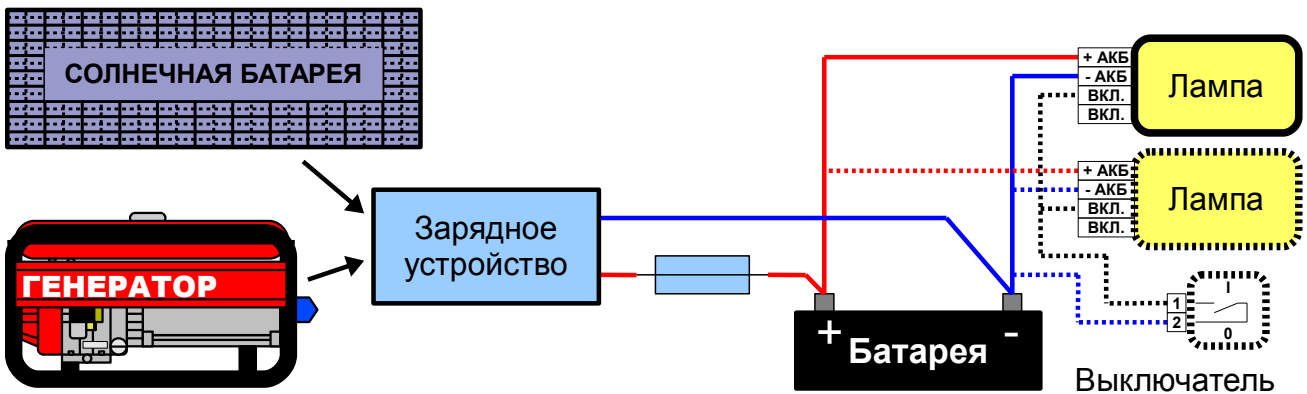 СОЛНЕЧНАЯ БАТАРЕЯ
ГЕНЕРАТОР
Зарядное
устройство
+
-
Батарея
+ АКБ
- АКБ
ВКЛ.
ВКЛ.
Лампа
+ АКБ
- АКБ
ВКЛ.
ВКЛ.
Лампа
I
1
2
0
Выключатель